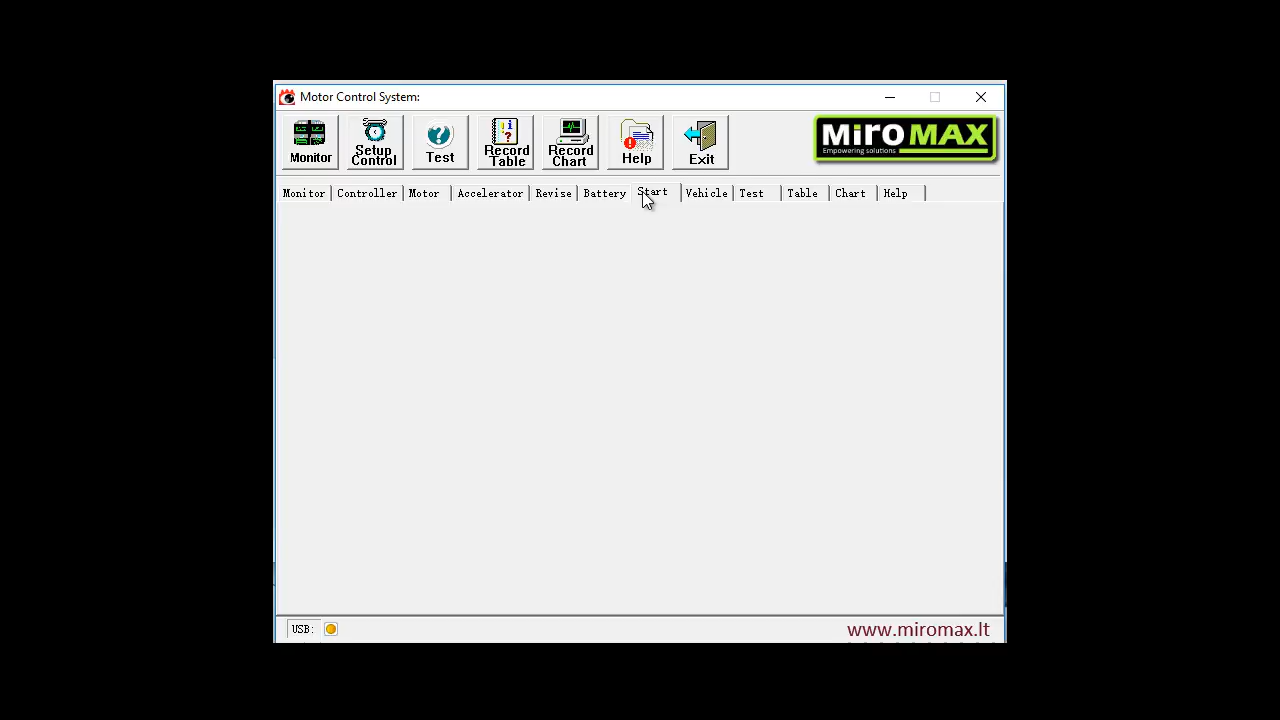 Motor Control System:
Monitor
Setup
Control
Test
Record
Table
Record
Chart
Help
Exit
MiroMAX
Empowering solutions
Monitor Controller Motor Accelerator Revise Battery Start Vehicle Test Table Chart Help
USB:
www.miromax.lt